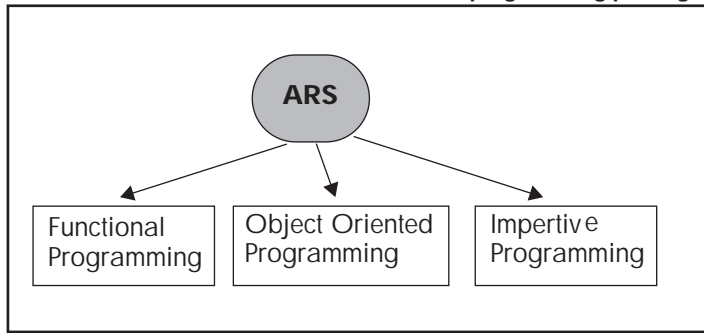 ARS
Functional
Programming
Object Oriented
Programming
Impertive
Programming